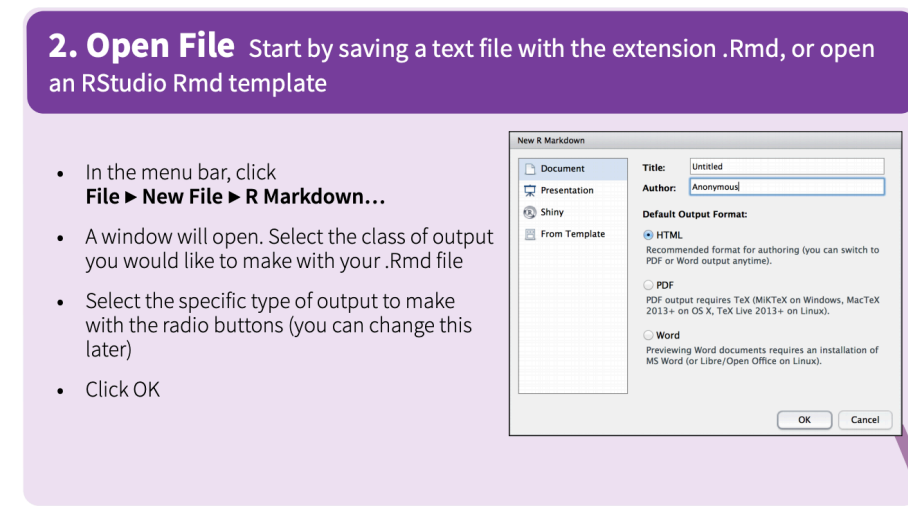 2. Open File Start by saving a text file with the extension .Rmd, or open
an RStudio Rmd template
• In the menu bar, click
File ▸ New File ▸ R Markdown…
• A window will open. Select the class of output
you would like to make with your .Rmd file
• Select the specific type of output to make
with the radio buttons (you can change this
later)
• Click OK
New R Markdown
Document
Presentation
Shiny
From Template
Title: Untitled
Author: Anonymous
Default Output Format:
HTML
Recommended format for authoring (you can switch to
PDF or Word output anytime).
PDF
PDF output requires TeX (MiKTeX on Windows, MacTeX
2013+ on OS X, TeX Live 2013+ on Linux).
Word
Previewing Word documents requires an installation of
MS Word (or Libre/Open Office on Linux).
OK Cancel